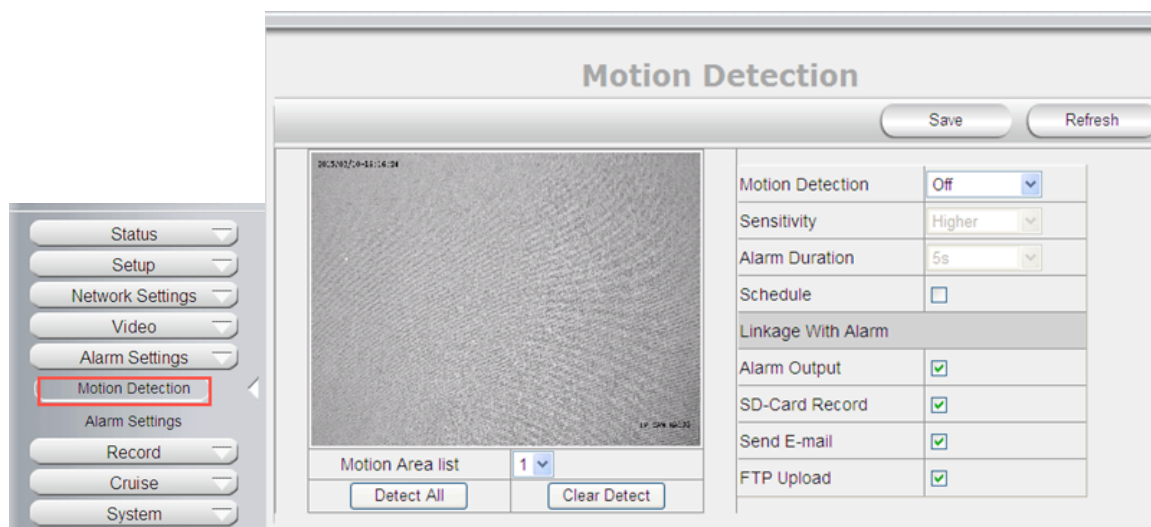 Motion Detection
Save
Refresh
Status
Setup
Network Settings
Video
Alarm Settings
Motion Detection
Alarm Settings
Record
Cruise
System
Motion Area list
1
Detect All
Clear Detect
Motion Detection
Off
Sensitivity
Higher
Alarm Duration
5s
Schedule
Linkage With Alarm
Alarm Output
SD-Card Record
Send E-mail
FTP Upload